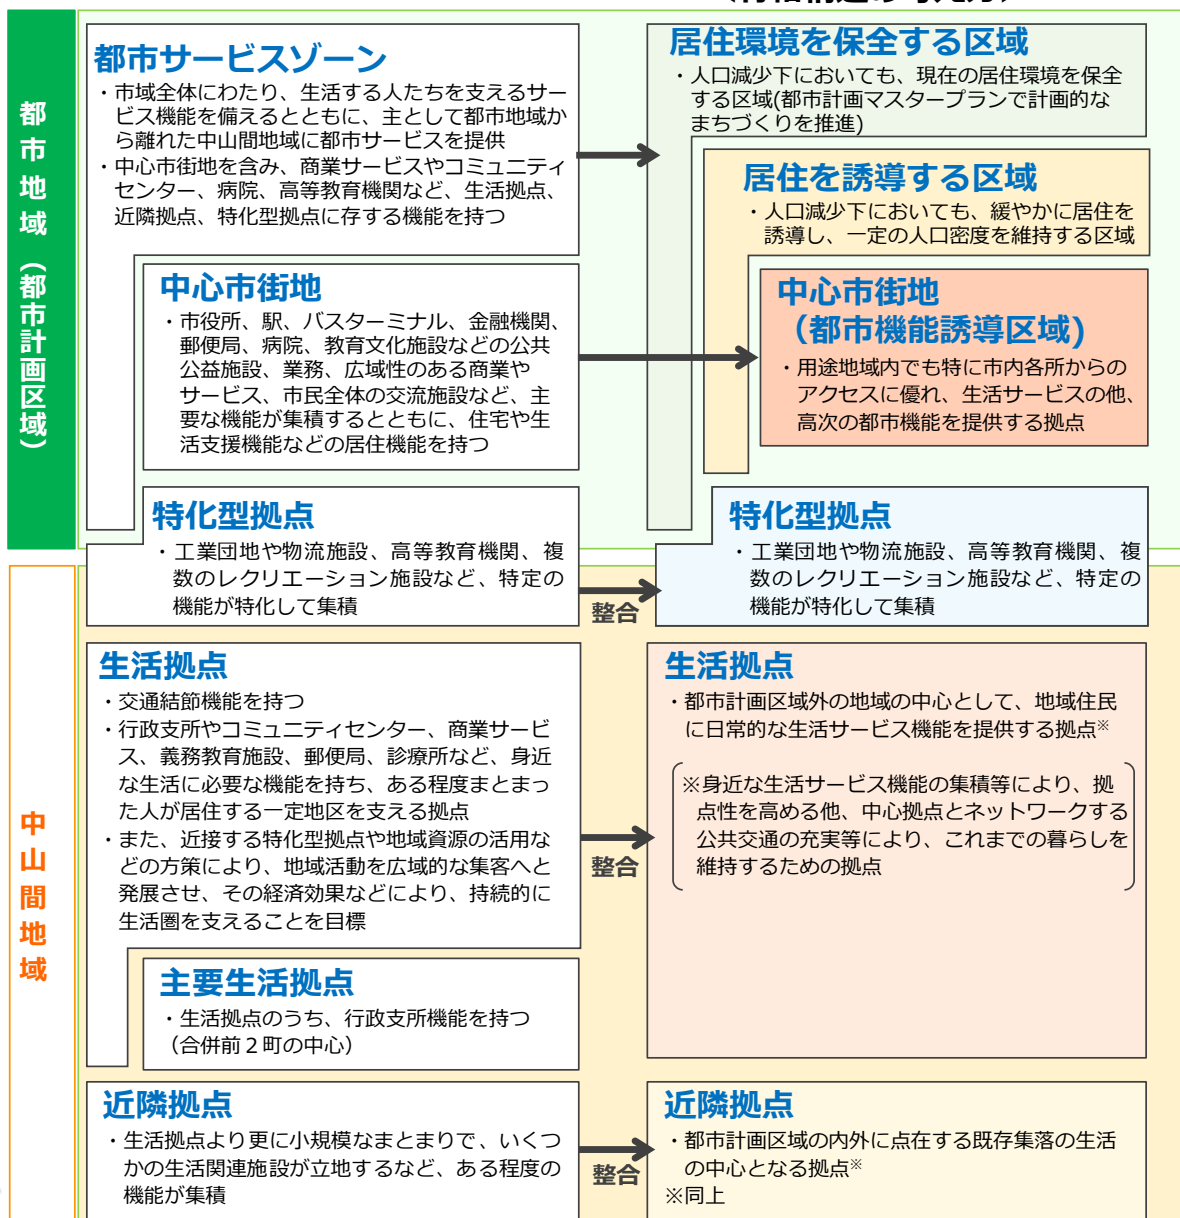 都市地域（都市計画区域）
都市サービスゾーン
・市域全体にわたり、生活する人たちを支えるサー
ビス機能を備えるとともに、主として都市地域か
ら離れた中山間地域に都市サービスを提供
・中心市街地を含み、商業サービスやコミュニティ
センター、病院、高等教育機関など、生活拠点、
近隣拠点、特化型拠点に存する機能を持つ
中心市街地
・市役所、駅、バスターミナル、金融機関、
郵便局、病院、教育文化施設などの公共
公益施設、業務、広域性のある商業や
サービス、市民全体の交流施設など、主
要な機能が集積するとともに、住宅や生
活支援機能などの居住機能を持つ
居住環境を保全する区域
・人口減少下においても、現在の居住環境を保全
する区域(都市計画マスタープランで計画的な
まちづくりを推進)
居住を誘導する区域
・人口減少下においても、緩やかに居住を
誘導し、一定の人口密度を維持する区域
中心市街地
（都市機能誘導区域)
・用途地域内でも特に市内各所からの
アクセスに優れ、生活サービスの他、
高次の都市機能を提供する拠点
特化型拠点
・工業団地や物流施設、高等教育機関、複
数のレクリエーション施設など、特定の
機能が特化して集積
整合
特化型拠点
・工業団地や物流施設、高等教育機関、複
数のレクリエーション施設など、特定の
機能が特化して集積
中山間地域
生活拠点
・交通結節機能を持つ
・行政支所やコミュニティセンター、商業サービ
ス、義務教育施設、郵便局、診療所など、身近
な生活に必要な機能を持ち、ある程度まとまっ
た人が居住する一定地区を支える拠点
・また、近接する特化型拠点や地域資源の活用な
どの方策により、地域活動を広域的な集客へと
発展させ、その経済効果などにより、持続的に
生活圏を支えることを目標
主要生活拠点
・生活拠点のうち、行政支所機能を持つ
（合併前２町の中心）
整合
生活拠点
・都市計画区域外の地域の中心として、地域住民
に日常的な生活サービス機能を提供する拠点※
※身近な生活サービス機能の集積等により、拠
点性を高める他、中心拠点とネットワークする
公共交通の充実等により、これまでの暮らしを
維持するための拠点
近隣拠点
・生活拠点より更に小規模なまとまりで、いくつ
かの生活関連施設が立地するなど、ある程度の
機能が集積
整合
近隣拠点
・都市計画区域の内外に点在する既存集落の生活
の中心となる拠点※
※同上